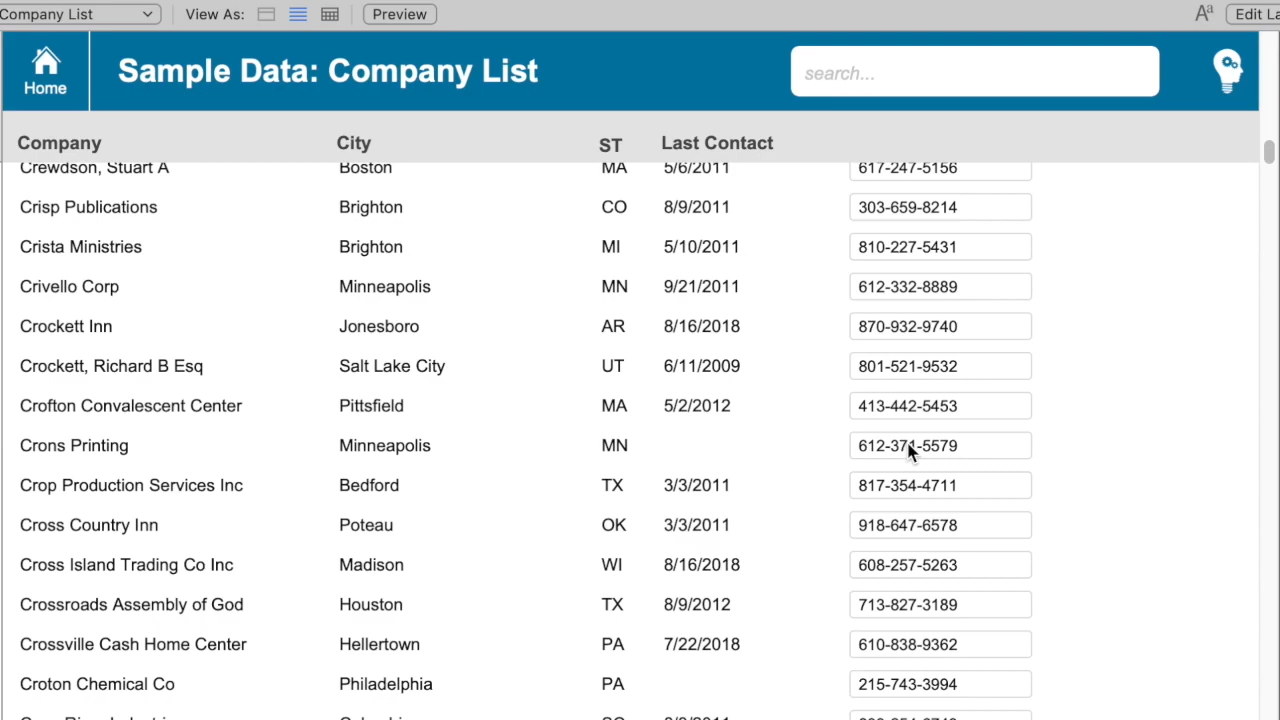 Company List View As: Preview Aª Edit La
Home Sample Data: Company List search...
Company City ST Last Contact
Crewdson, Stuart A Boston MA 5/6/2011 617-247-5156
Crisp Publications Brighton CO 8/9/2011 303-659-8214
Crista Ministries Brighton MI 5/10/2011 810-227-5431
Crivello Corp Minneapolis MN 9/21/2011 612-332-8889
Crockett Inn Jonesboro AR 8/16/2018 870-932-9740
Crockett, Richard B Esq Salt Lake City UT 6/11/2009 801-521-9532
Crofton Convalescent Center Pittsfield MA 5/2/2012 413-442-5453
Crons Printing Minneapolis MN 612-371-5579
Crop Production Services Inc Bedford TX 3/3/2011 817-354-4711
Cross Country Inn Poteau OK 3/3/2011 918-647-6578
Cross Island Trading Co Inc Madison WI 8/16/2018 608-257-5263
Crossroads Assembly of God Houston TX 8/9/2012 713-827-3189
Crossville Cash Home Center Hellertown PA 7/22/2018 610-838-9362
Croton Chemical Co Philadelphia PA 215-743-3994